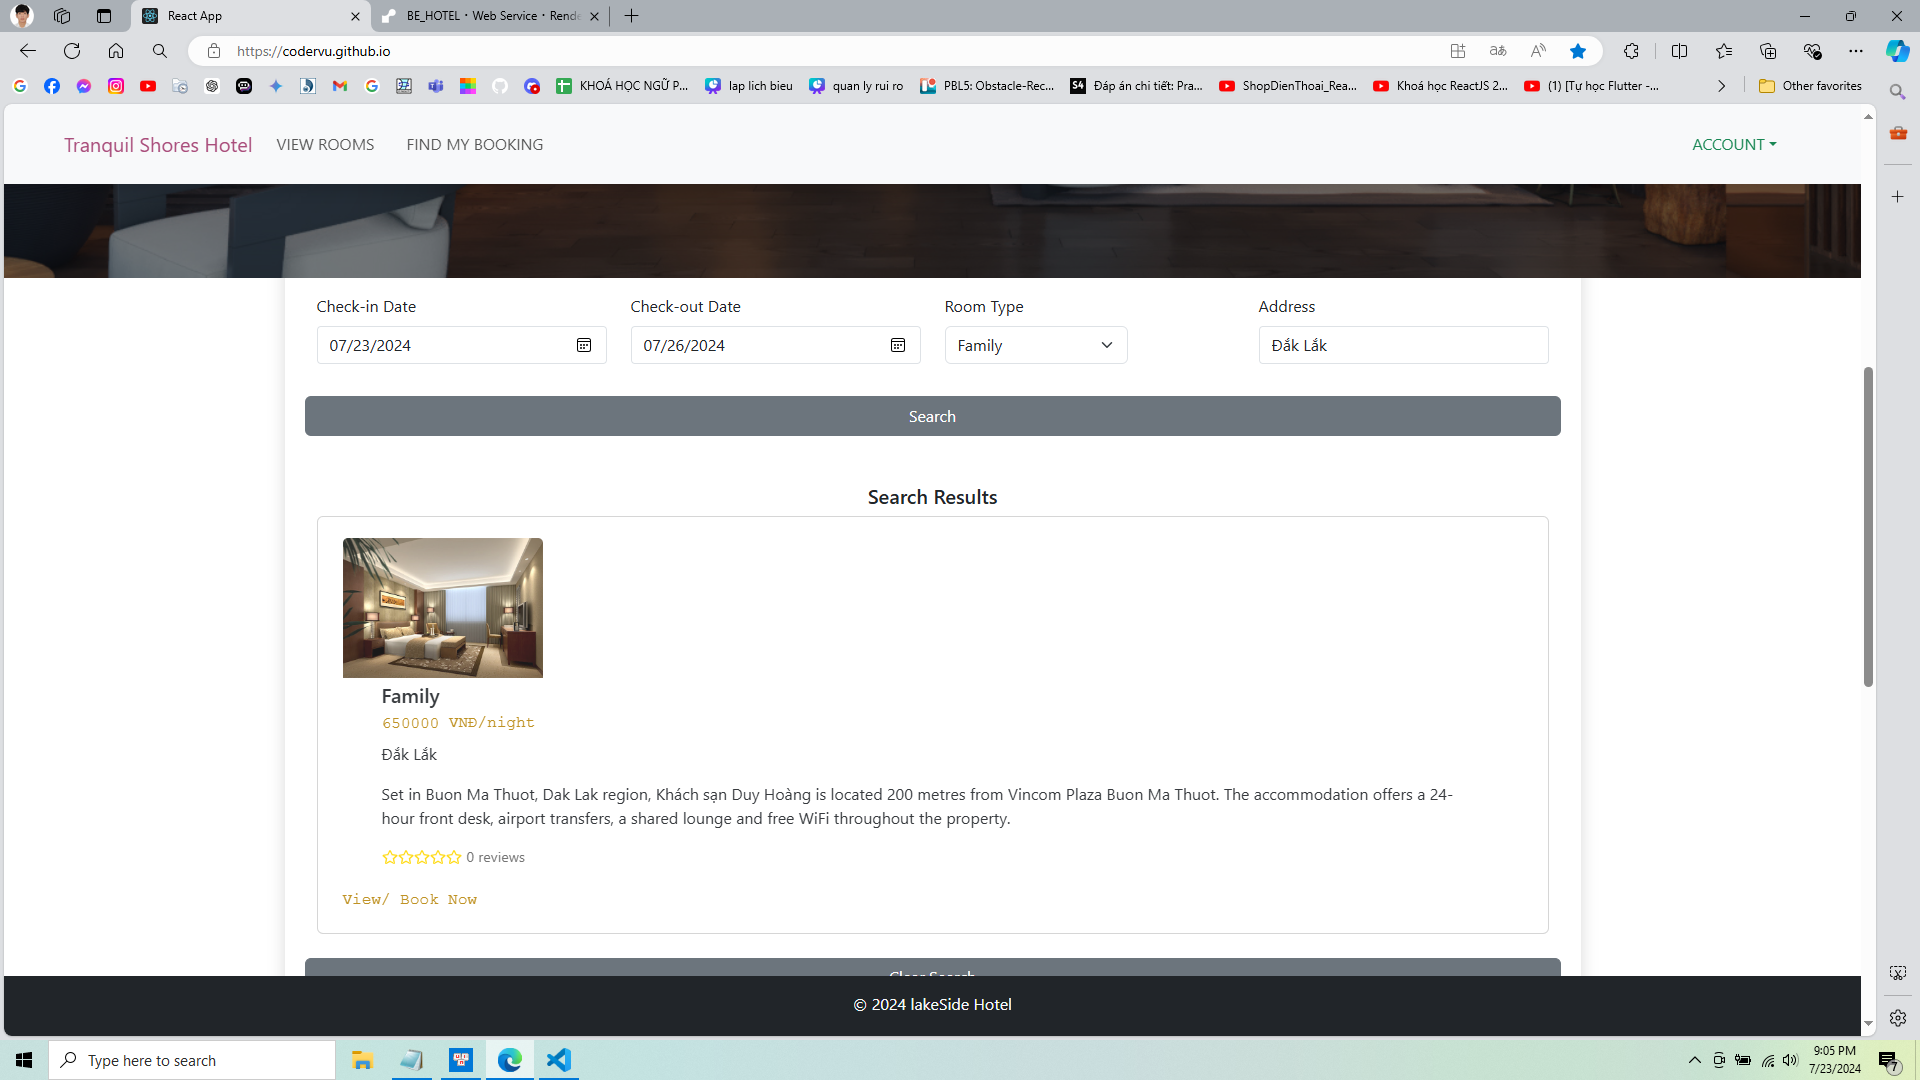 React App
BE_HOTEL · Web Service · Rende
https://codervu.github.io
KHOÁ HỌC NGỮ P...
lap lich bieu
quan ly rui ro
PBL5: Obstacle-Rec...
S4
Đáp án chi tiết: Pra...
ShopDienThoai_Rea...
Khoá học ReactJS 2...
(1) [Tự học Flutter -...
Other favorites
Tranquil Shores Hotel
VIEW ROOMS
FIND MY BOOKING
ACCOUNT
Check-in Date
Check-out Date
Room Type
Address
07/23/2024
07/26/2024
Family
Đắk Lắk
Search
Search Results
Family
650000 VNĐ/night
Đắk Lắk
Set in Buon Ma Thuot, Dak Lak region, Khách sạn Duy Hoàng is located 200 metres from Vincom Plaza Buon Ma Thuot. The accommodation offers a 24-
hour front desk, airport transfers, a shared lounge and free WiFi throughout the property.
0 reviews
View/ Book Now
Clear Search
© 2024 lakeSide Hotel
Type here to search
9:05 PM
7/23/2024
7